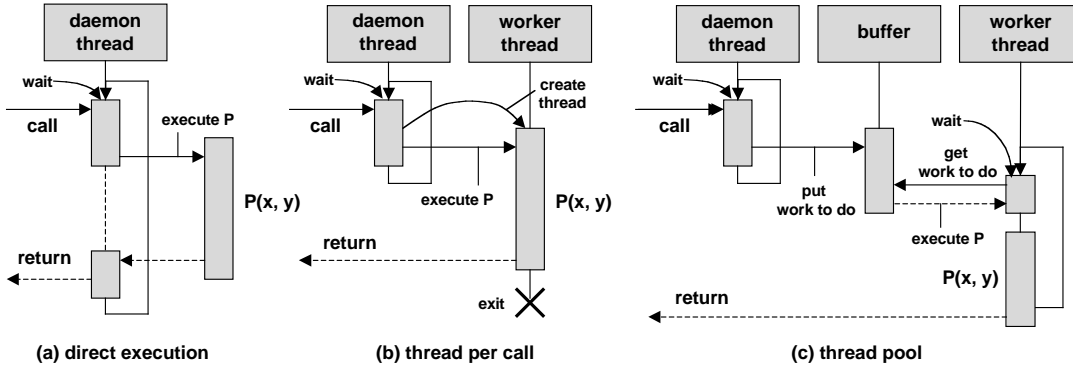 daemon
thread
wait
call
execute P
P(x, y)
return
(a) direct execution
daemon
thread
worker
thread
wait
create
thread
call
execute P
P(x, y)
return
exit
(b) thread per call
daemon
thread
buffer
worker
thread
wait
call
wait
get
work to do
put
work to do
execute P
P(x, y)
return
(c) thread pool